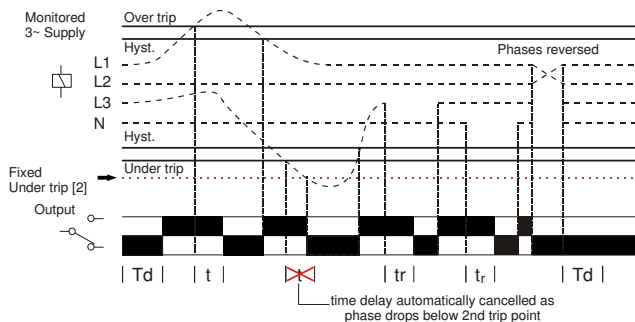 Monitored
3~ Supply
Over trip
Hyst.
Phases reversed
L1
L2
L3
N
Hyst.
Under trip
Fixed
Under trip [2]
Output
Td t t tr tr Td
time delay automatically cancelled as
phase drops below 2nd trip point